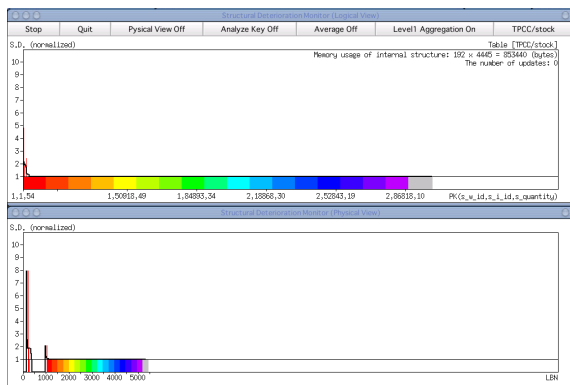 Structural Deterioration Monitor (Logical View)
Stop Quit Pysical View Off Analyze Key Off Average Off Level1 Aggregation On TPCC/stock
S.D. (normalized) Table [TPCC/stock]
Memory usage of internal structure: 192 x 4445 = 853440 (bytes)
The number of updates: 0
10
9
8
7
6
5
4
3
2
1
1,1,54 1,50918,49 1,84893,34 2,18868,30 2,52843,19 2,86818,10 PK(s_w_id,s_i_id,s_quantity)
Structural Deterioration Monitor (Physical View)
S.D. (normalized)
10
9
8
7
6
5
4
3
2
1
0 1000 2000 3000 4000 5000 LBN